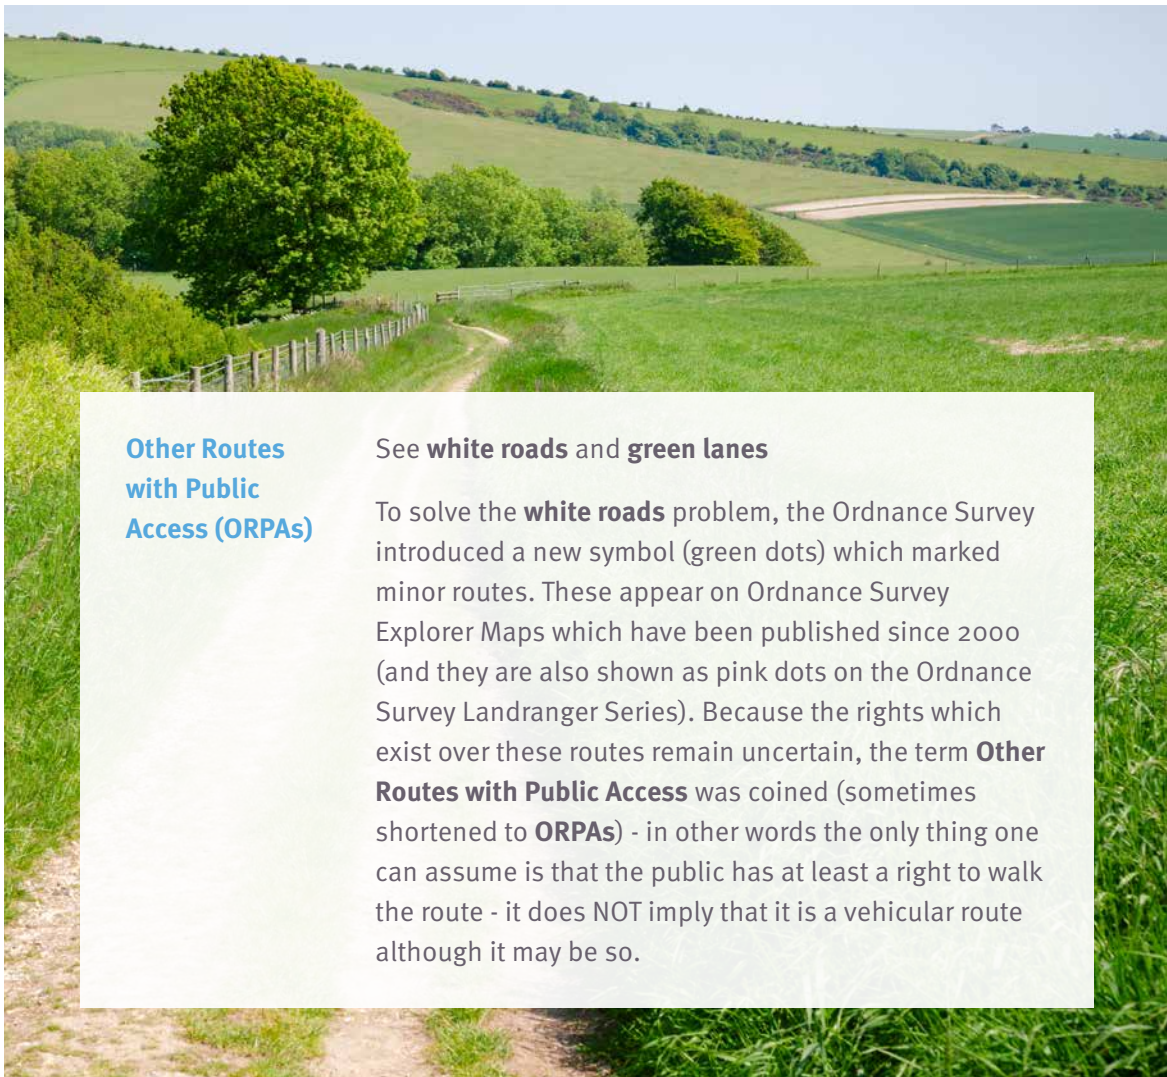 Other Routes
with Public
Access (ORPAs)
See white roads and green lanes
To solve the white roads problem, the Ordnance Survey
introduced a new symbol (green dots) which marked
minor routes. These appear on Ordnance Survey
Explorer Maps which have been published since 2000
(and they are also shown as pink dots on the Ordnance
Survey Landranger Series). Because the rights which
exist over these routes remain uncertain, the term Other
Routes with Public Access was coined (sometimes
shortened to ORPAs) - in other words the only thing one
can assume is that the public has at least a right to walk
the route - it does NOT imply that it is a vehicular route
although it may be so.